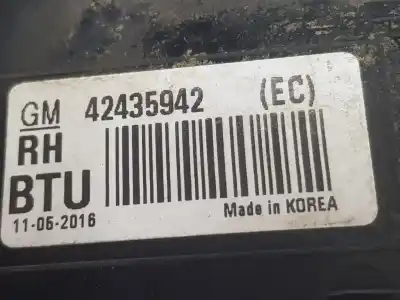 GM 42435942 (EC)
RH
BTU
11-05-2016 Made in KOREA